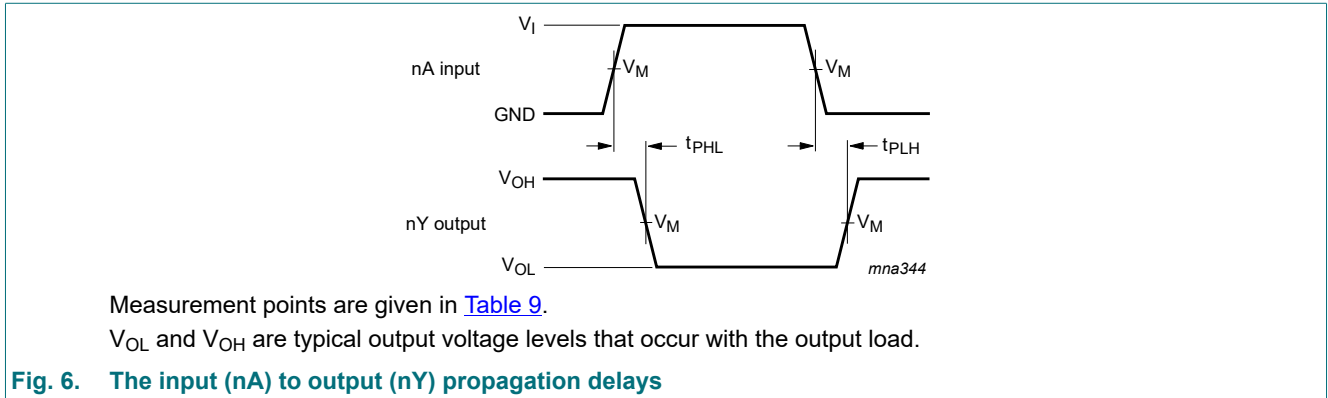 V_I
nA input
V_M
V_M
GND
t_PHL
t_PLH
V_OH
nY output
V_M
V_M
V_OL
mna344
Measurement points are given in Table 9.
V_OL and V_OH are typical output voltage levels that occur with the output load.
Fig. 6. The input (nA) to output (nY) propagation delays